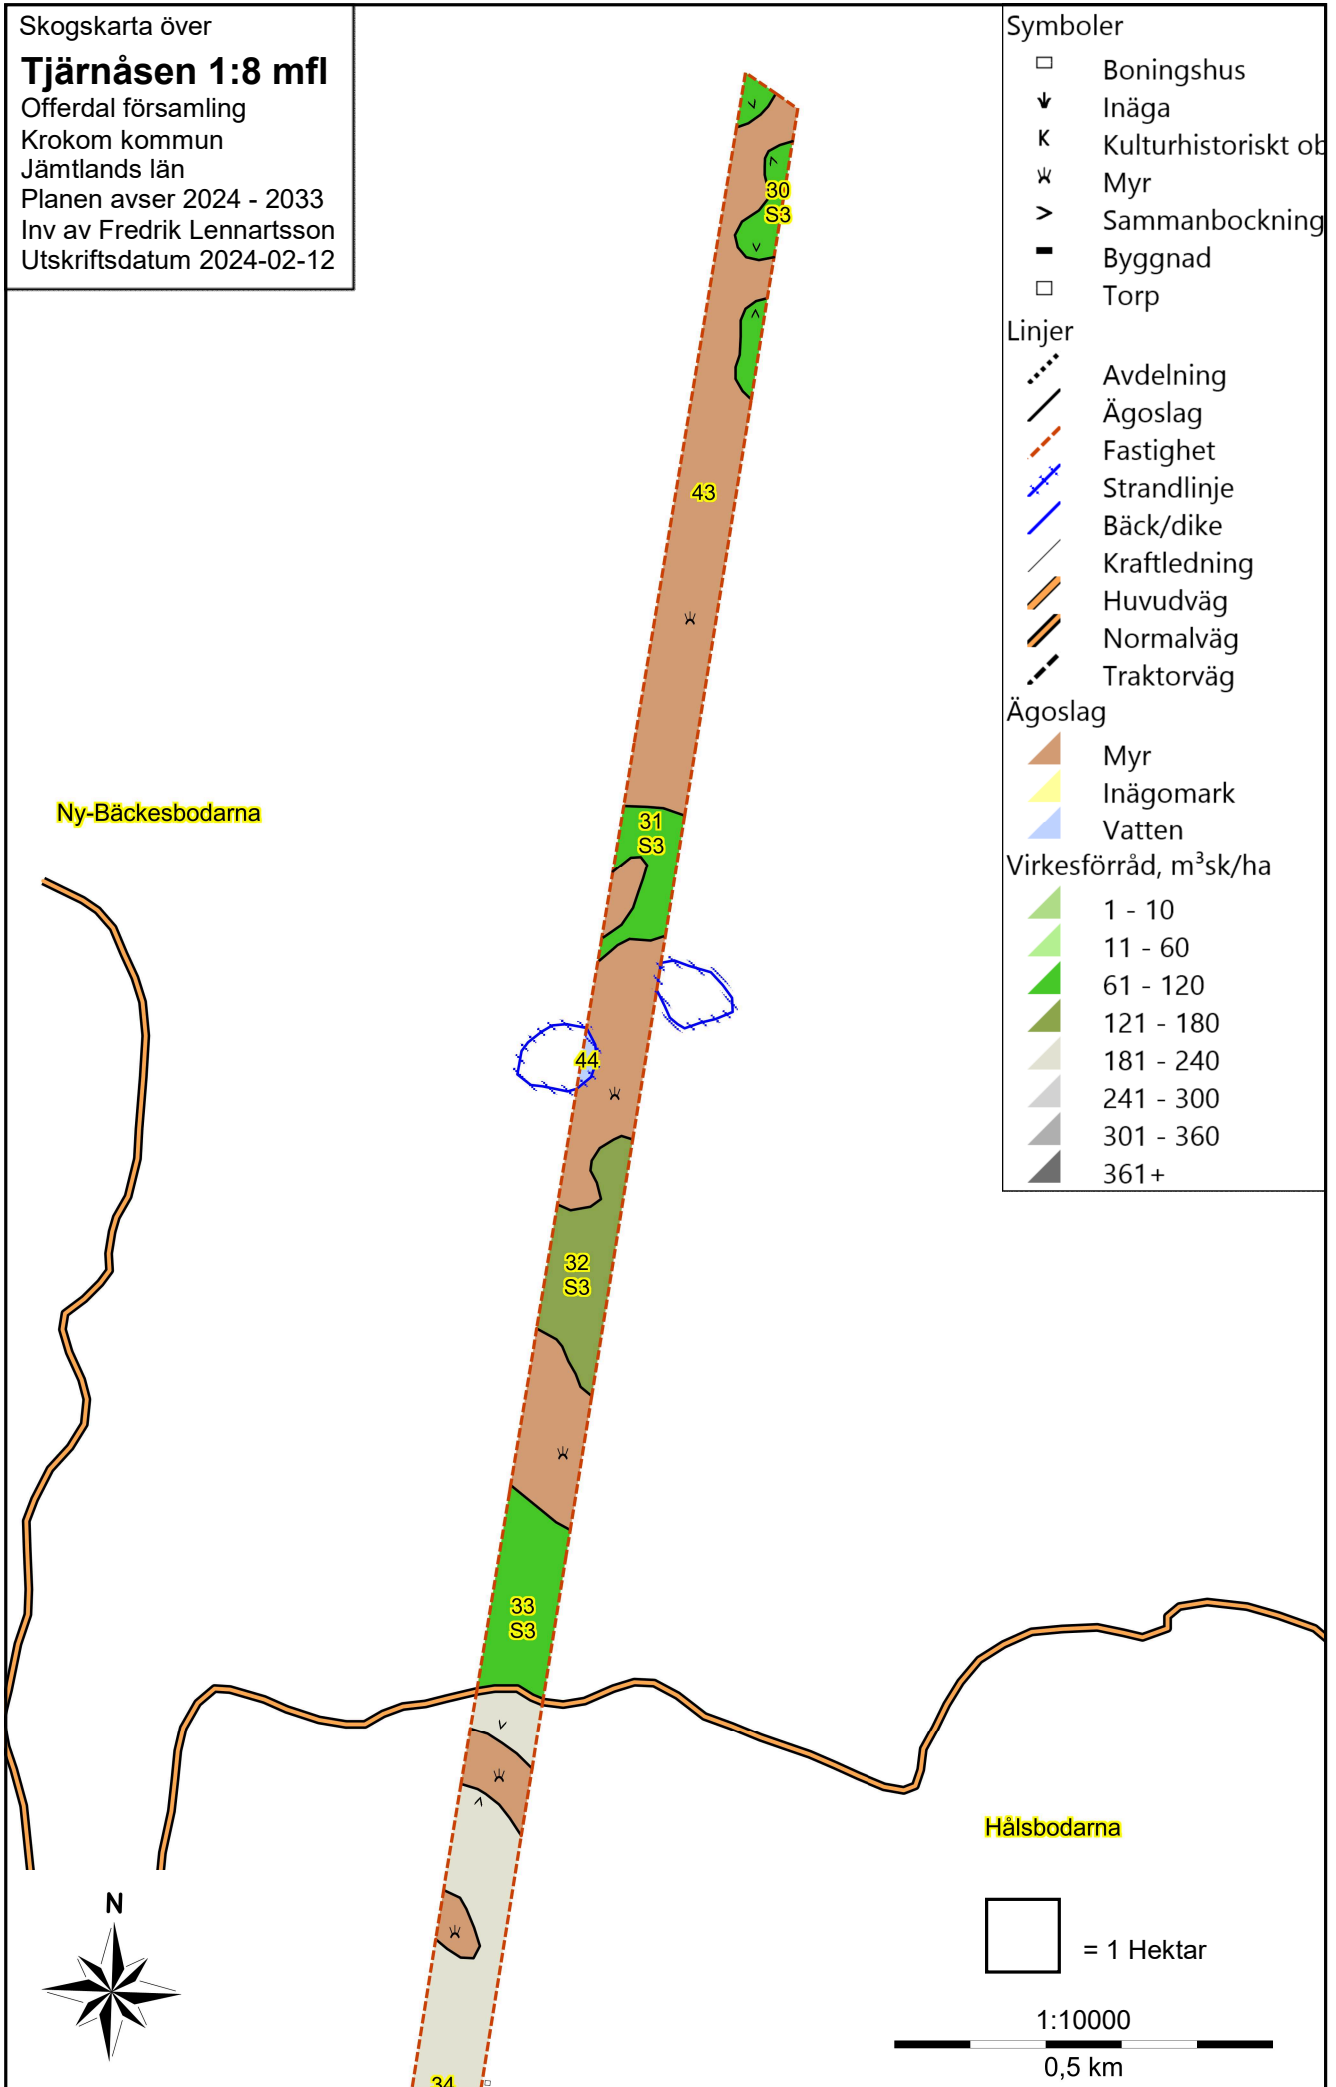 Skogskarta över
Tjärnåsen 1:8 mfl
Offerdal församling
Krokom kommun
Jämtlands län
Planen avser 2024 - 2033
Inv av Fredrik Lennartsson
Utskriftsdatum 2024-02-12
Symboler
Boningshus
Inäga
Kulturhistoriskt ob
Myr
Sammanbockning
Byggnad
Torp
Linjer
Avdelning
Ägoslag
Fastighet
Strandlinje
Bäck/dike
Kraftledning
Huvudväg
Normalväg
Traktorväg
Ägoslag
Myr
Inägomark
Vatten
Virkesförråd, m³sk/ha
1 - 10
11 - 60
61 - 120
121 - 180
181 - 240
241 - 300
301 - 360
361+
30
S3
43
Ny-Bäckesbodarna
31
S3
44
32
S3
33
S3
Hålsbodarna
N
= 1 Hektar
1:10000
0,5 km
34